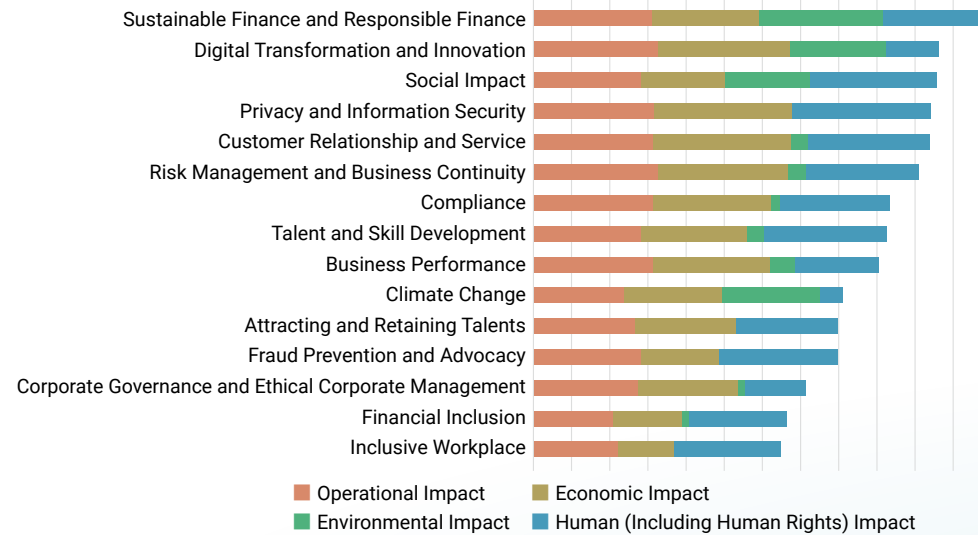 Sustainable Finance and Responsible Finance
Digital Transformation and Innovation
Social Impact
Privacy and Information Security
Customer Relationship and Service
Risk Management and Business Continuity
Compliance
Talent and Skill Development
Business Performance
Climate Change
Attracting and Retaining Talents
Fraud Prevention and Advocacy
Corporate Governance and Ethical Corporate Management
Financial Inclusion
Inclusive Workplace
Operational Impact
Economic Impact
Environmental Impact
Human (Including Human Rights) Impact